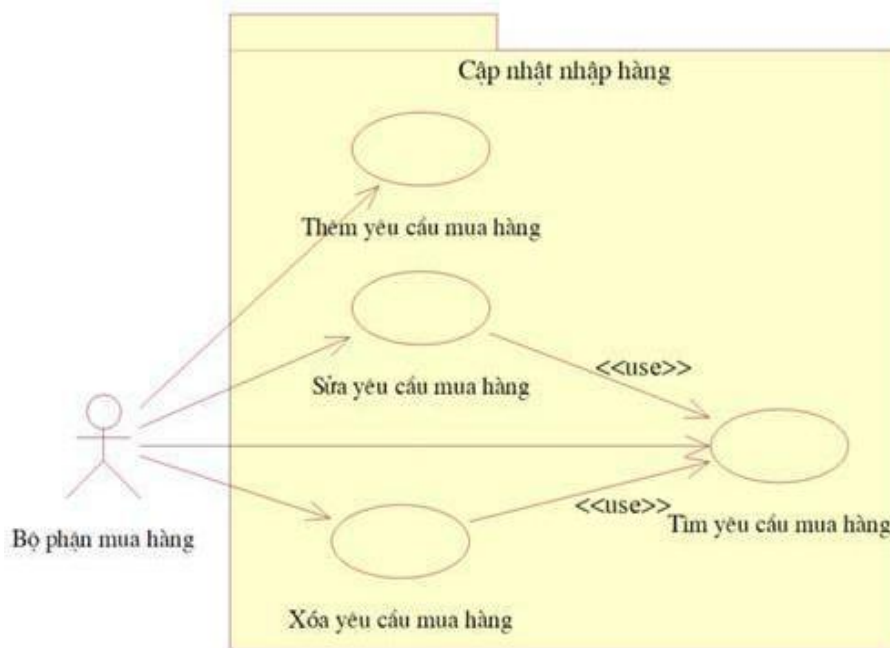 Cập nhật nhập hàng
Thêm yêu cầu mua hàng
Sửa yêu cầu mua hàng
<<use>>
<<use>>
Tìm yêu cầu mua hàng
Bộ phận mua hàng
Xóa yêu cầu mua hàng